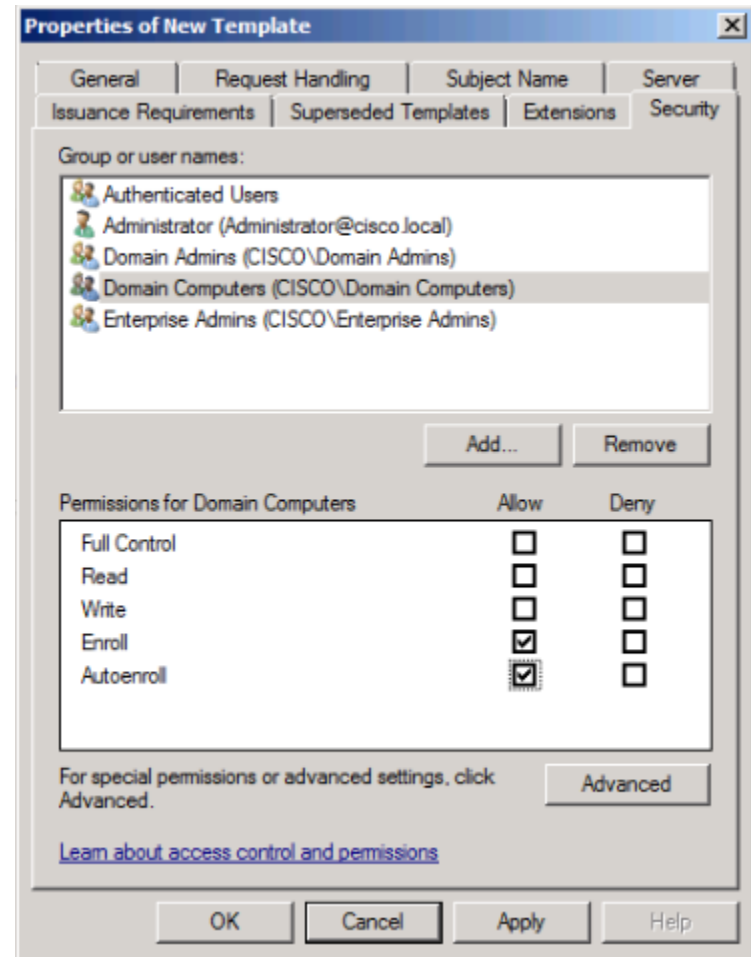 Properties of New Template
General Request Handling Subject Name Server
Issuance Requirements Superseded Templates Extensions Security
Group or user names:
Authenticated Users
Administrator (Administrator@cisco.local)
Domain Admins (CISCO\Domain Admins)
Domain Computers (CISCO\Domain Computers)
Enterprise Admins (CISCO\Enterprise Admins)
Add... Remove
Permissions for Domain Computers Allow Deny
Full Control
Read
Write
Enroll
Autoenroll
For special permissions or advanced settings, click
Advanced.
Advanced
Learn about access control and permissions
OK Cancel Apply Help